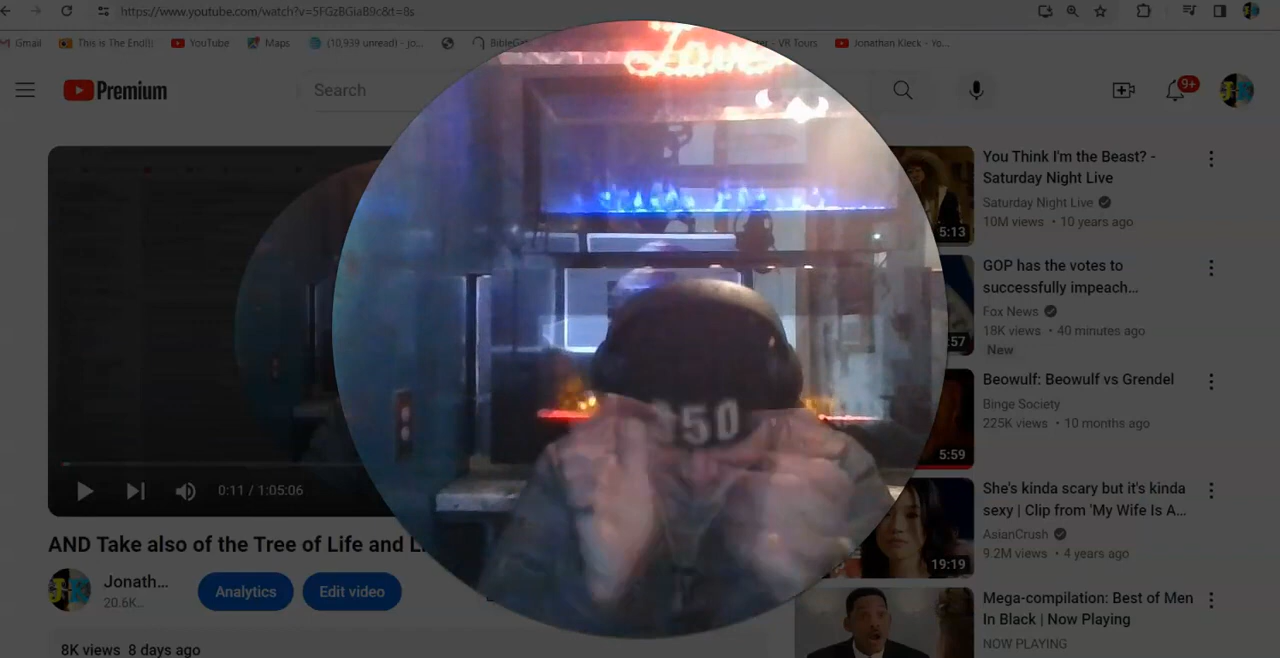 https://www.youtube.com/watch?v=5FGzBGiaB9c&t=8s
Gmail
This is The End!!!
YouTube
Maps
(10,939 unread) - jo...
- VR Tours
Jonathan Kleck - Yo...
Premium
Search
9+
You Think I'm the Beast? -
Saturday Night Live
Saturday Night Live
10M views • 10 years ago
5:13
GOP has the votes to
successfully impeach...
Fox News
18K views • 40 minutes ago
New
:57
Beowulf: Beowulf vs Grendel
Binge Society
225K views • 10 months ago
5:59
She's kinda scary but it's kinda
sexy | Clip from 'My Wife Is A...
AsianCrush
9.2M views • 4 years ago
19:19
Mega-compilation: Best of Men
In Black | Now Playing
NOW PLAYING
50
0:11 / 1:05:06
AND Take also of the Tree of Life and
Jonath...
20.6K...
Analytics
Edit video
8K views 8 days ago